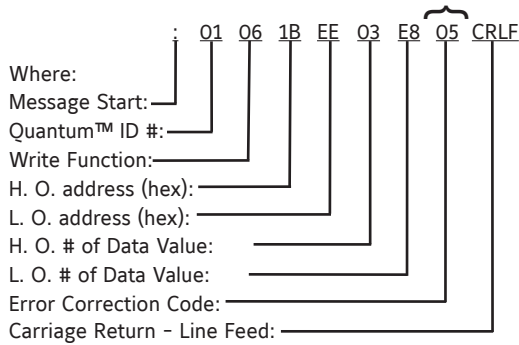 : 01 06 1B EE 03 E8 05 CRLF
Where:
Message Start:
Quantum™ ID #:
Write Function:
H. O. address (hex):
L. O. address (hex):
H. O. # of Data Value:
L. O. # of Data Value:
Error Correction Code:
Carriage Return - Line Feed: